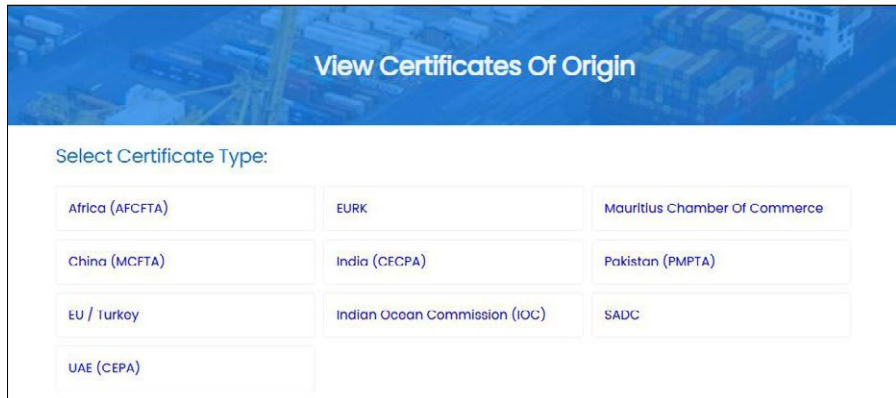 View Certificates Of Origin
Select Certificate Type:
Africa (AFCFTA)
EURK
Mauritius Chamber Of Commerce
China (MCFTA)
India (CECPA)
Pakistan (PMPTA)
EU / Turkey
Indian Ocean Commission (IOC)
SADC
UAE (CEPA)